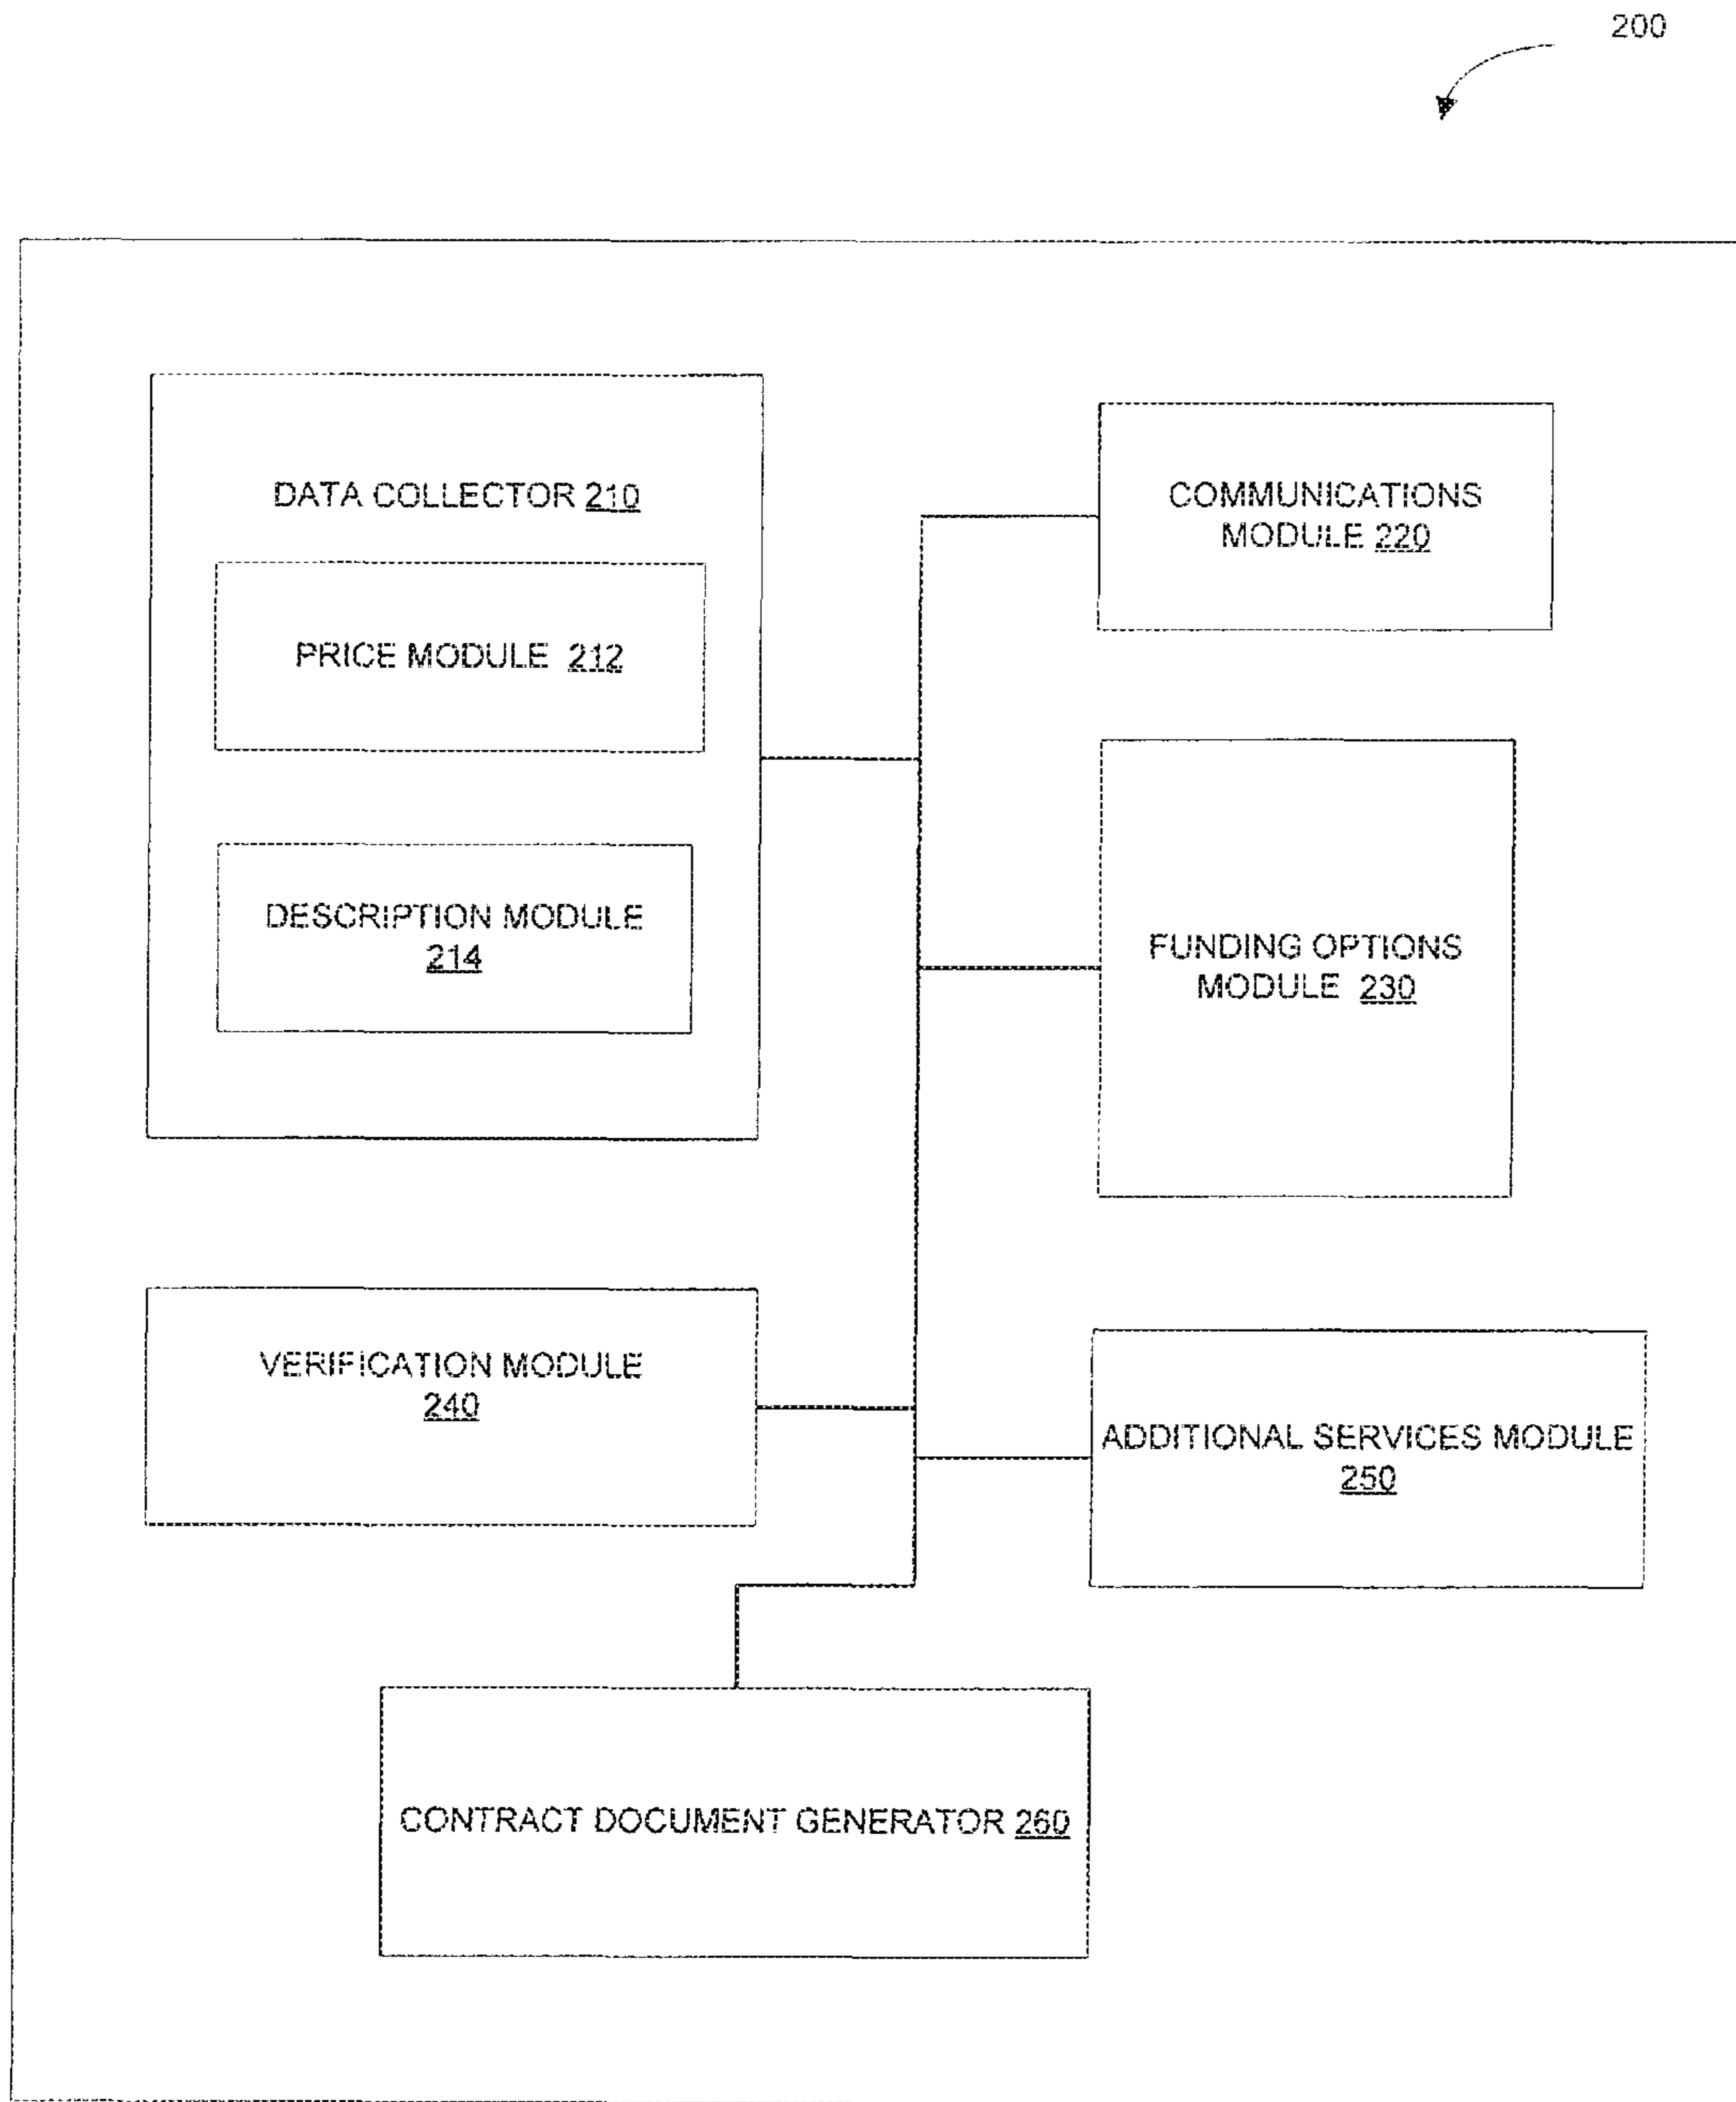 200
DATA COLLECTOR 210
PRICE MODULE 212
DESCRIPTION MODULE
214
COMMUNICATIONS
MODULE 220
FUNDING OPTIONS
MODULE 230
VERIFICATION MODULE
240
ADDITIONAL SERVICES MODULE
250
CONTRACT DOCUMENT GENERATOR 260